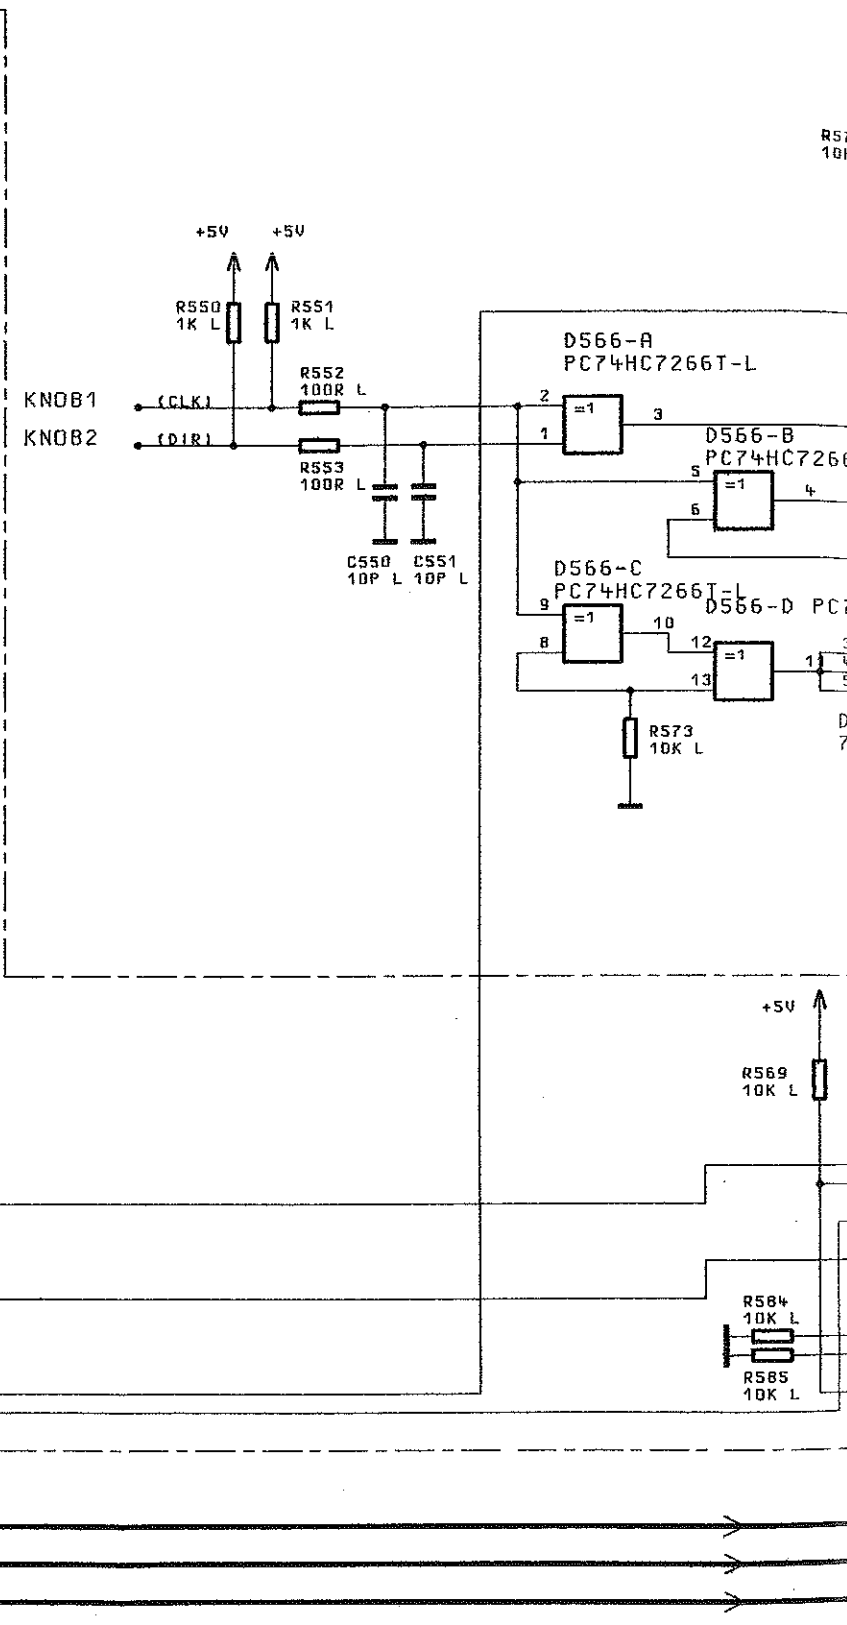 +5V +5V
R550
1K L
R551
1K L
D566-A
PC74HC7266T-L
R552
100R L
KNOB1
(CLK)
2
=1
3
KNOB2
(DIR)
1
R553
100R L
D566-B
5
=1
4
6
C550
10P L
C551
10P L
D566-C
PC74HC7266T-L
D566-D
9
=1
10
8
12
=1
11
13
R573
10K L
+5V
R569
10K L
R584
10K L
R585
10K L